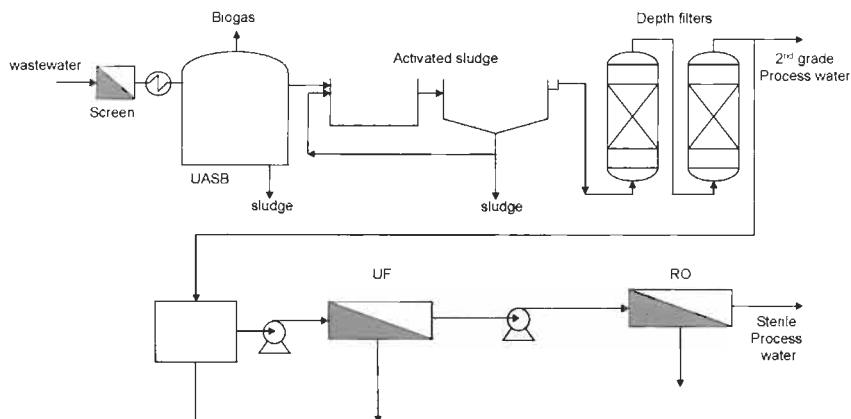 Biogas
Depth filters
wastewater
Activated sludge
2nd grade
Process water
Screen
UASB
sludge
sludge
UF
RO
Sterile
Process
water